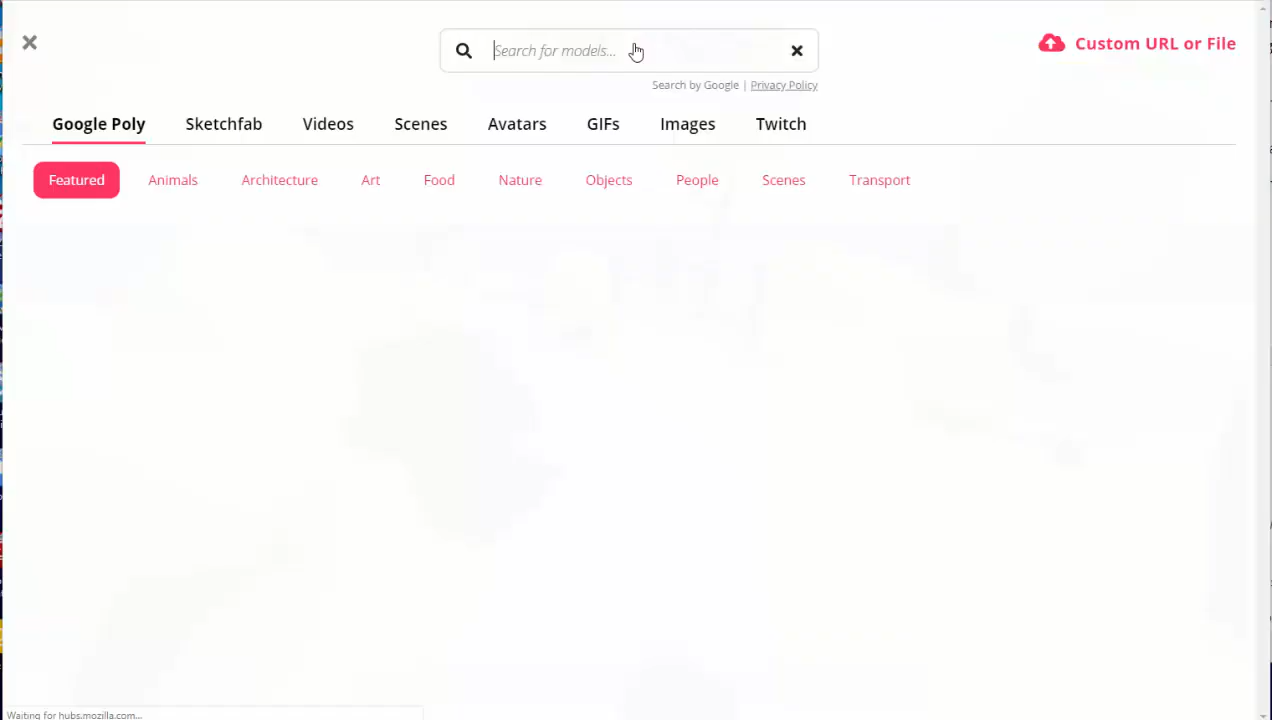 Search for models...
Custom URL or File
Search by Google | Privacy Policy
Google Poly Sketchfab Videos Scenes Avatars GIFs Images Twitch
Featured Animals Architecture Art Food Nature Objects People Scenes Transport
Waiting for hubs.mozilla.com...